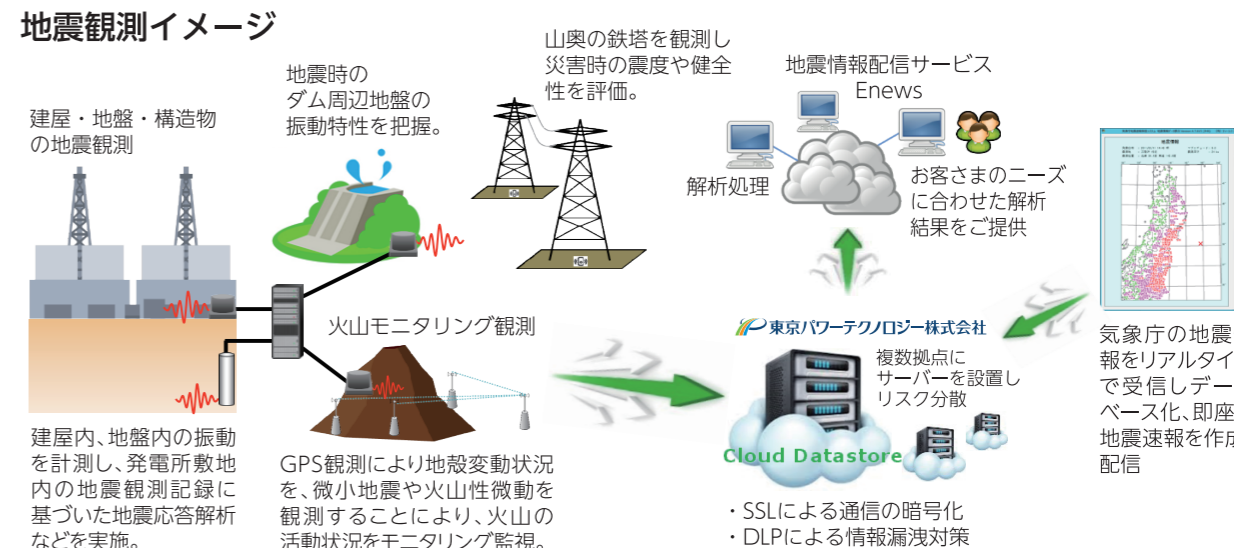 地震観測イメージ
建屋・地盤・構造物
の地震観測
地震時の
ダム周辺地盤の
振動特性を把握。
山奥の鉄塔を観測し
災害時の震度や健全
性を評価。
地震情報配信サービス
Enews
解析処理
お客さまのニーズ
に合わせた解析
結果をご提供
火山モニタリング観測
建屋内、地盤内の振動
を計測し、発電所敷地
内の地震観測記録に
基づいた地震応答解析
などを実施。
GPS観測により地殻変動状況
を、微小地震や火山性微動を
観測することにより、火山の
活動状況をモニタリング監視。
東京パワーテクノロジー株式会社
複数拠点に
サーバーを設置し
リスク分散
Cloud Datastore
・SSLによる通信の暗号化
・DLPによる情報漏洩対策
地震情報
気象庁の地震
報をリアルタイ
で受信しデー
ベース化、即座
地震速報を作成
配信